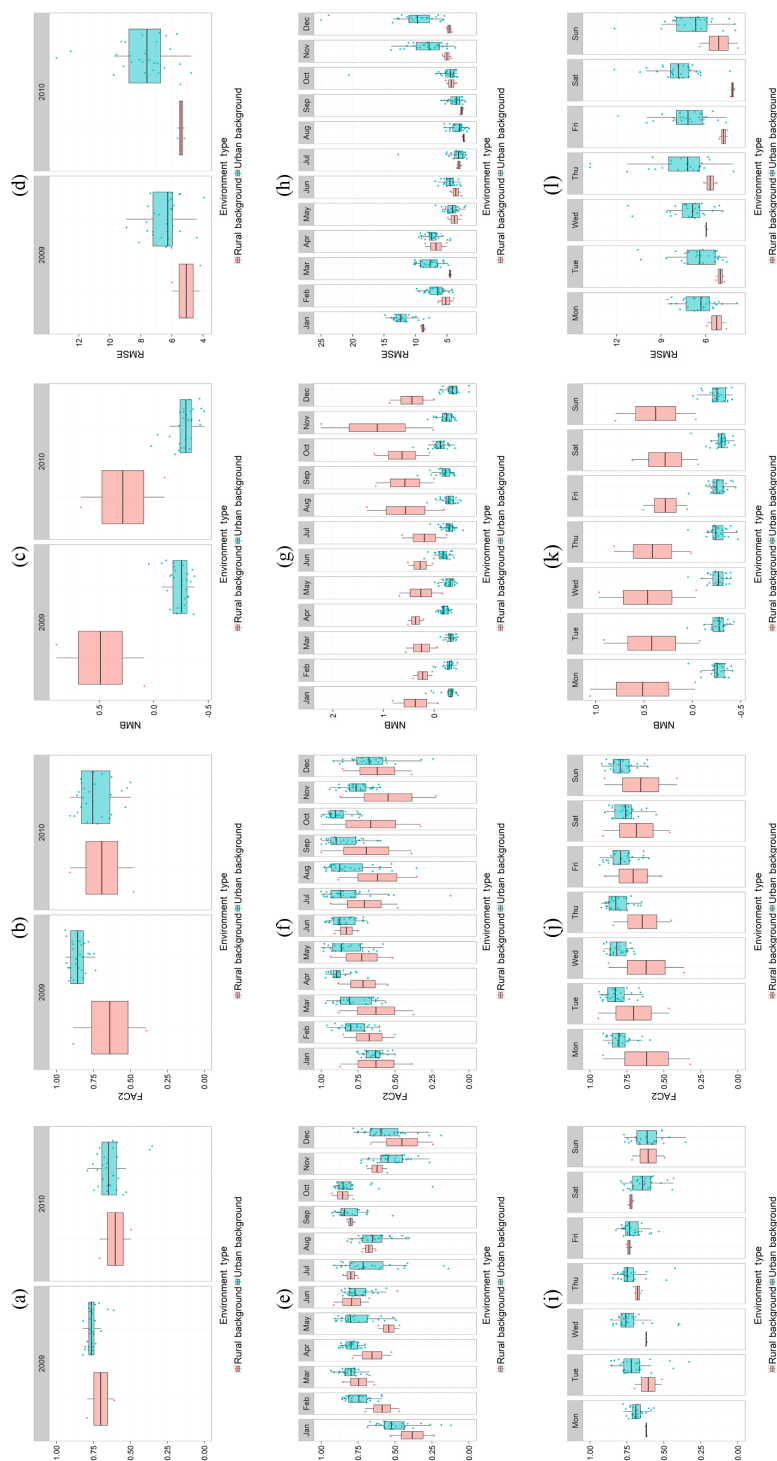 (a)
2009 2010
1.00
0.75
0.50
0.25
0.00
Environment type
Rural background Urban background
(b)
2009 2010
FAC2
1.00
0.75
0.50
0.25
0.00
Environment type
Rural background Urban background
(c)
2009 2010
NMB
0.5
0.0
-0.5
Environment type
Rural background Urban background
(d)
2009 2010
RMSE
12
10
8
6
4
Environment type
Rural background Urban background
(e)
Jan Feb Mar Apr May Jun Jul Aug Sep Oct Nov Dec
1.00
0.75
0.50
0.25
0.00
Environment type
Rural background Urban background
(f)
Jan Feb Mar Apr May Jun Jul Aug Sep Oct Nov Dec
FAC2
1.00
0.75
0.50
0.25
0.00
Environment type
Rural background Urban background
(g)
Jan Feb Mar Apr May Jun Jul Aug Sep Oct Nov Dec
NMB
2
1
0
Environment type
Rural background Urban background
(h)
Jan Feb Mar Apr May Jun Jul Aug Sep Oct Nov Dec
RMSE
25
20
15
10
5
Environment type
Rural background Urban background
(i)
Mon Tue Wed Thu Fri Sat Sun
1.00
0.75
0.50
0.25
0.00
Environment type
Rural background Urban background
(j)
Mon Tue Wed Thu Fri Sat Sun
FAC2
1.00
0.75
0.50
0.25
0.00
Environment type
Rural background Urban background
(k)
Mon Tue Wed Thu Fri Sat Sun
NMB
1.0
0.5
0.0
-0.5
Environment type
Rural background Urban background
(l)
Mon Tue Wed Thu Fri Sat Sun
RMSE
12
9
6
Environment type
Rural background Urban background